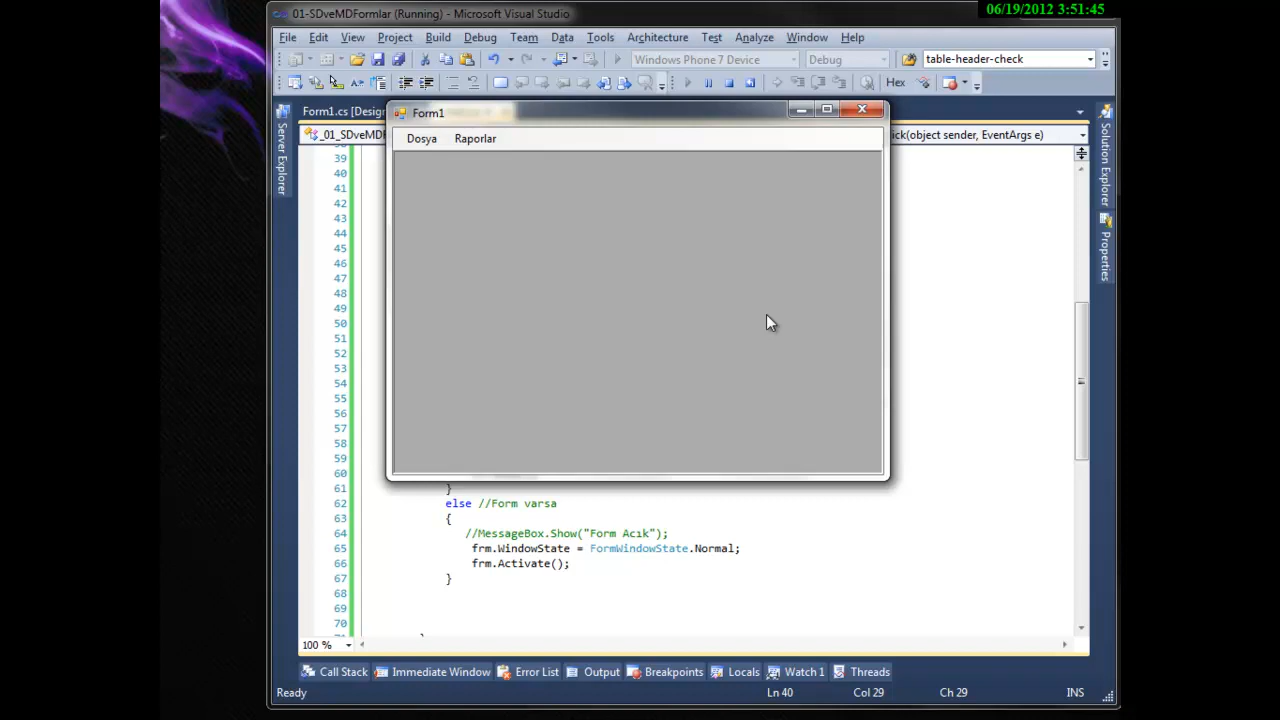 06/19/2012 3:51:45
01-SDveMDFormlar (Running) - Microsoft Visual Studio
File Edit View Project Build Debug Team Data Tools Architecture Test Analyze Window Help
Windows Phone 7 Device Debug table-header-check
Hex
Form1.cs [Design
Form1
_01_SDveMDF
ick(object sender, EventArgs e)
Dosya Raporlar
Server Explorer
Solution Explorer
Properties
39
40
41
42
43
44
45
46
47
48
49
50
51
52
53
54
55
56
57
58
59
60
61 }
62 else //Form varsa
63 {
64 //MessageBox.Show("Form Acık");
65 frm.WindowState = FormWindowState.Normal;
66 frm.Activate();
67 }
68
69
70
100 %
Call Stack Immediate Window Error List Output Breakpoints Locals Watch 1 Threads
Ready Ln 40 Col 29 Ch 29 INS